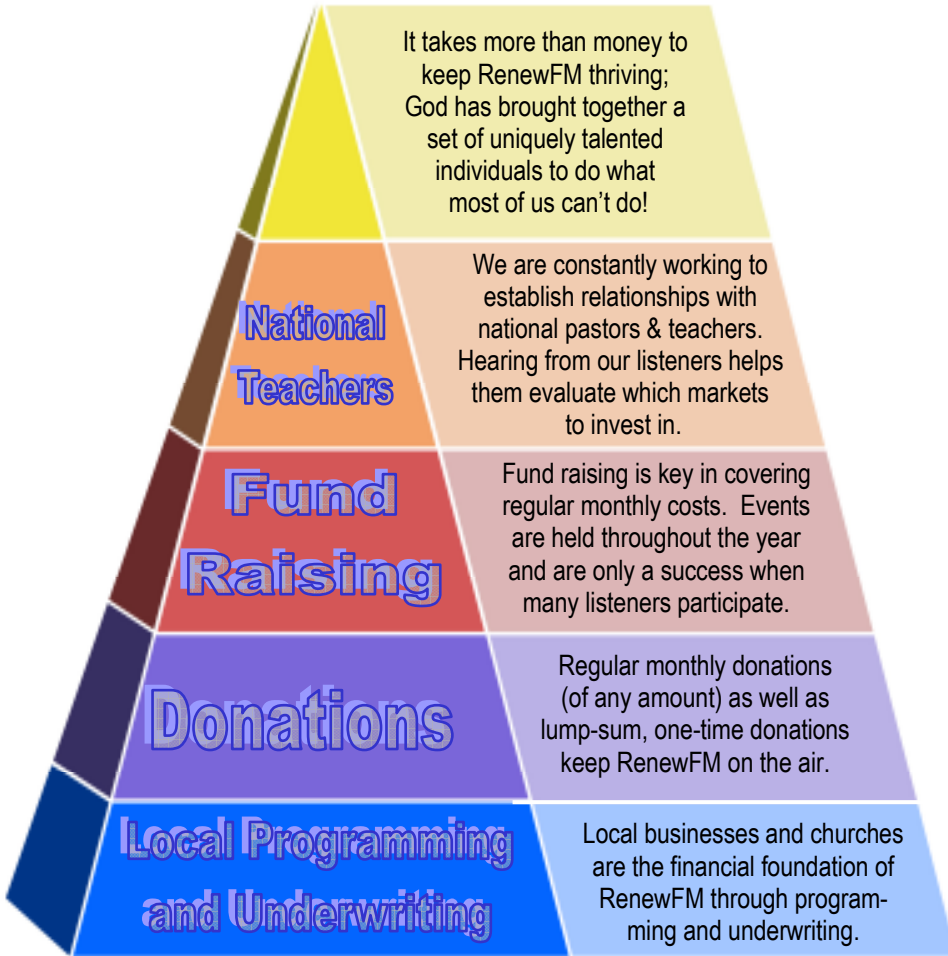 It takes more than money to
keep RenewFM thriving;
God has brought together a
set of uniquely talented
individuals to do what
most of us can't do!
National
Teachers
We are constantly working to
establish relationships with
national pastors & teachers.
Hearing from our listeners helps
them evaluate which markets
to invest in.
Fund
Raising
Fund raising is key in covering
regular monthly costs.  Events
are held throughout the year
and are only a success when
many listeners participate.
Donations
Regular monthly donations
(of any amount) as well as
lump-sum, one-time donations
keep RenewFM on the air.
Local Programming
and Underwriting
Local businesses and churches
are the financial foundation of
RenewFM through program-
ming and underwriting.